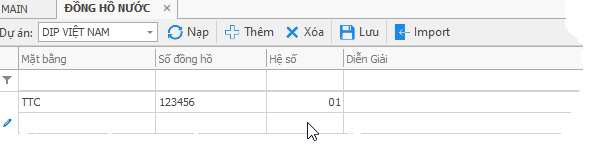 MAIN ĐỒNG HỒ NƯỚC
Dự án: DIP VIỆT NAM Nạp Thêm Xóa Lưu Import
Mặt bằng Số đồng hồ Hệ số Diễn Giải
TTC 123456 01